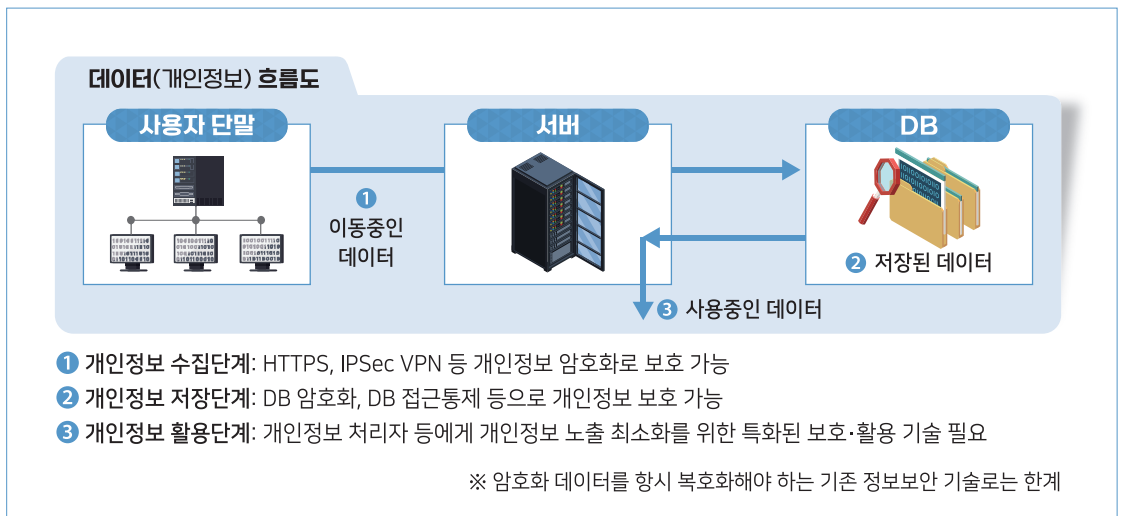 데이터(개인정보) 흐름도
사용자 단말
서버
DB
❶
이동중인
데이터
❷ 저장된 데이터
❸ 사용중인 데이터
❶ 개인정보 수집단계: HTTPS, IPSec VPN 등 개인정보 암호화로 보호 가능
❷ 개인정보 저장단계: DB 암호화, DB 접근통제 등으로 개인정보 보호 가능
❸ 개인정보 활용단계: 개인정보 처리자 등에게 개인정보 노출 최소화를 위한 특화된 보호·활용 기술 필요
※ 암호화 데이터를 항시 복호화해야 하는 기존 정보보안 기술로는 한계